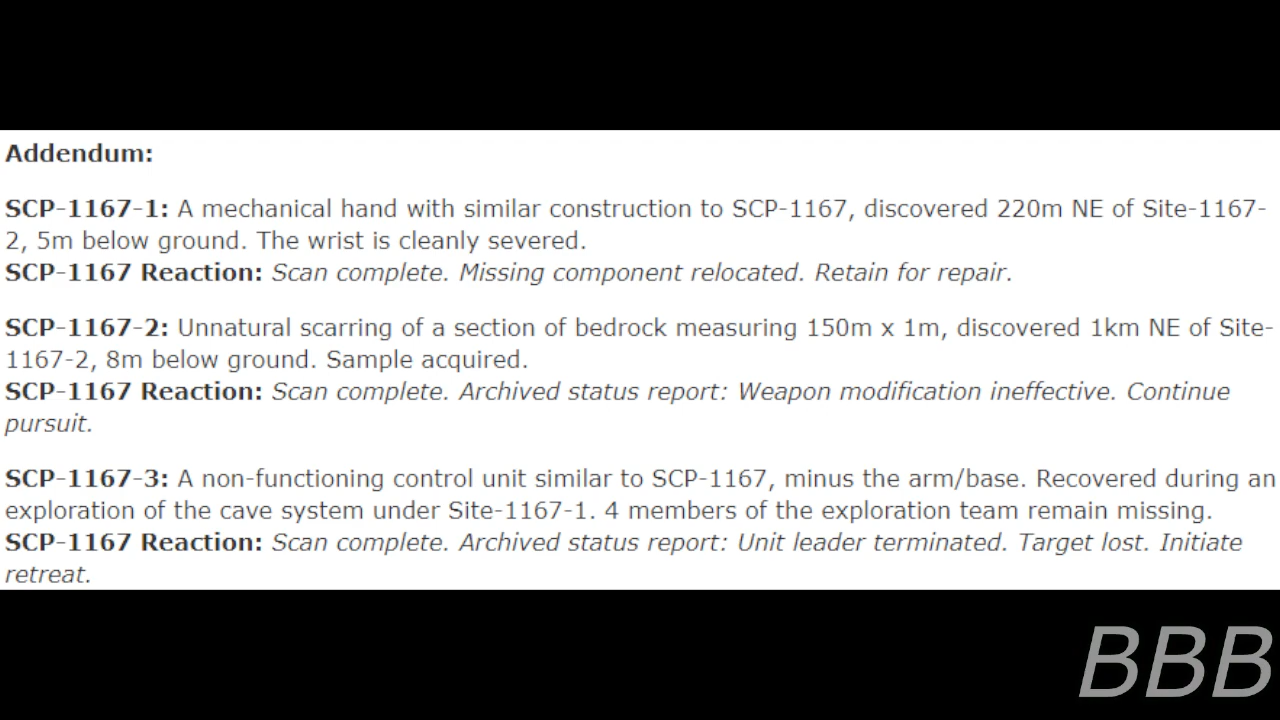 Addendum:
SCP-1167-1: A mechanical hand with similar construction to SCP-1167, discovered 220m NE of Site-1167-
2, 5m below ground. The wrist is cleanly severed.
SCP-1167 Reaction: Scan complete. Missing component relocated. Retain for repair.
SCP-1167-2: Unnatural scarring of a section of bedrock measuring 150m x 1m, discovered 1km NE of Site-
1167-2, 8m below ground. Sample acquired.
SCP-1167 Reaction: Scan complete. Archived status report: Weapon modification ineffective. Continue
pursuit.
SCP-1167-3: A non-functioning control unit similar to SCP-1167, minus the arm/base. Recovered during an
exploration of the cave system under Site-1167-1. 4 members of the exploration team remain missing.
SCP-1167 Reaction: Scan complete. Archived status report: Unit leader terminated. Target lost. Initiate
retreat.
BBB